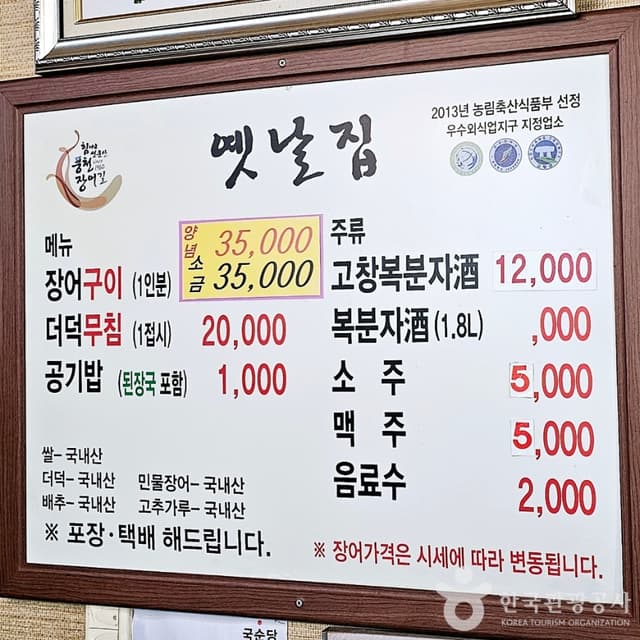 옛날집
2013년 농림축산식품부 선정
우수외식업지구 지정업소
풍천
장어길
메뉴
장어구이 (1인분) 양념 35,000
소금 35,000
더덕무침 (1접시) 20,000
공기밥 (된장국 포함) 1,000
주류
고창복분자酒 12,000
복분자酒 (1.8L) ,000
소 주 5,000
맥 주 5,000
음료수 2,000
쌀- 국내산
더덕- 국내산 민물장어- 국내산
배추- 국내산 고추가루- 국내산
※ 포장·택배 해드립니다.
※ 장어가격은 시세에 따라 변동됩니다.
국순당
한국관광공사
KOREA TOURISM ORGANIZATION